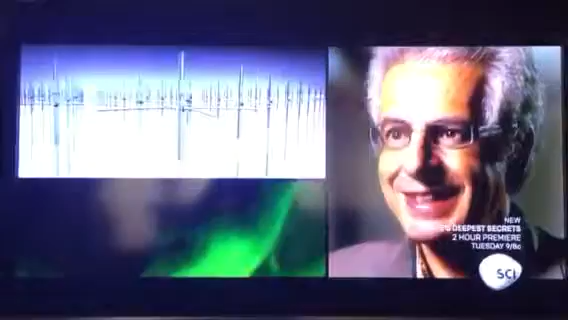 NEW
DEEPEST SECRETS
2 HOUR PREMIERE
TUESDAY 9/8c
SCI